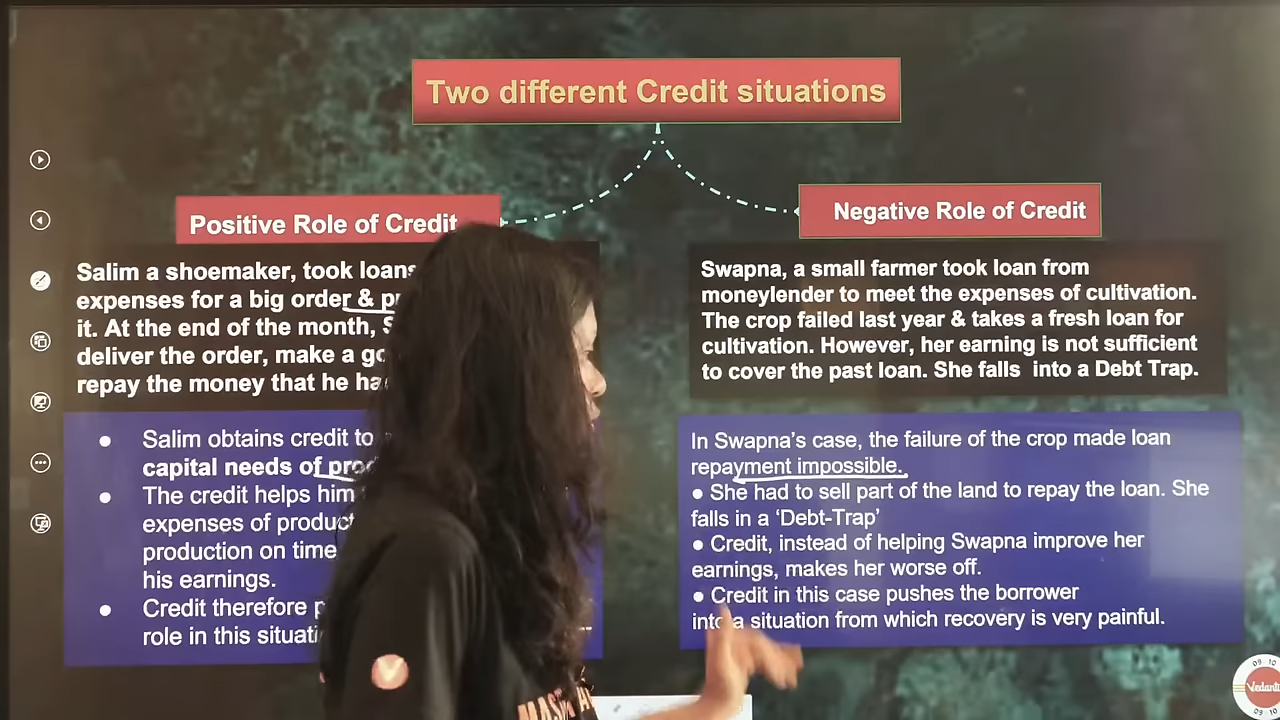 Two different Credit situations
Positive Role of Credit
Salim a shoemaker, took loans
expenses for a big order &
it. At the end of the month,
deliver the order, make a
repay the money that he
● Salim obtains credit to
capital needs of
● The credit helps him
expenses of
production on time
his earnings.
● Credit therefore
role in this
Negative Role of Credit
Swapna, a small farmer took loan from
moneylender to meet the expenses of cultivation.
The crop failed last year & takes a fresh loan for
cultivation. However, her earning is not sufficient
to cover the past loan. She falls into a Debt Trap.
In Swapna's case, the failure of the crop made loan
repayment impossible.
● She had to sell part of the land to repay the loan. She
falls in a ‘Debt-Trap’
● Credit, instead of helping Swapna improve her
earnings, makes her worse off.
● Credit in this case pushes the borrower
into a situation from which recovery is very painful.
09 10
Vedantu
09 10